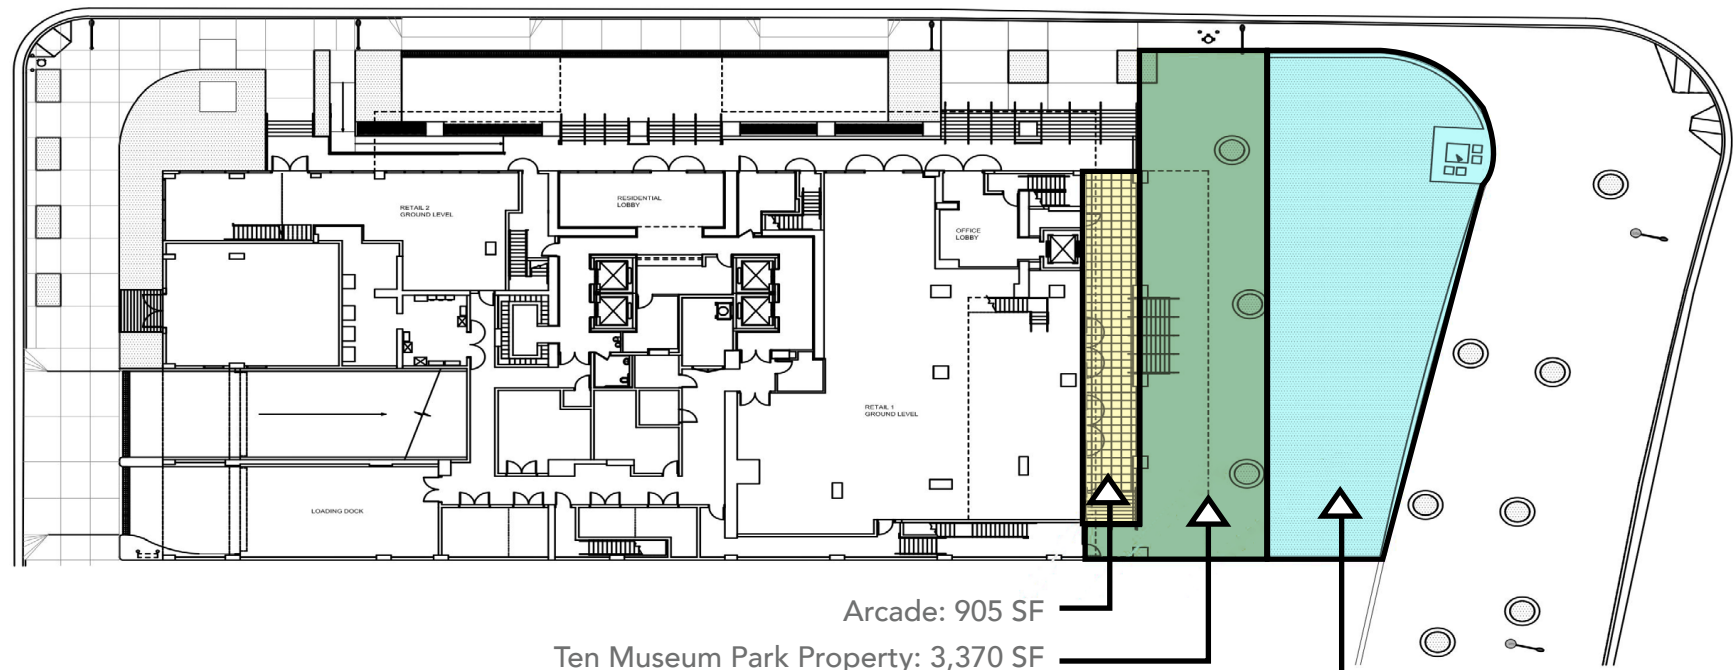 RETAIL 2
GROUND LEVEL
RESIDENTIAL
LOBBY
OFFICE
LOBBY
RETAIL 1
GROUND LEVEL
LOADING DOCK
Arcade: 905 SF
Ten Museum Park Property: 3,370 SF